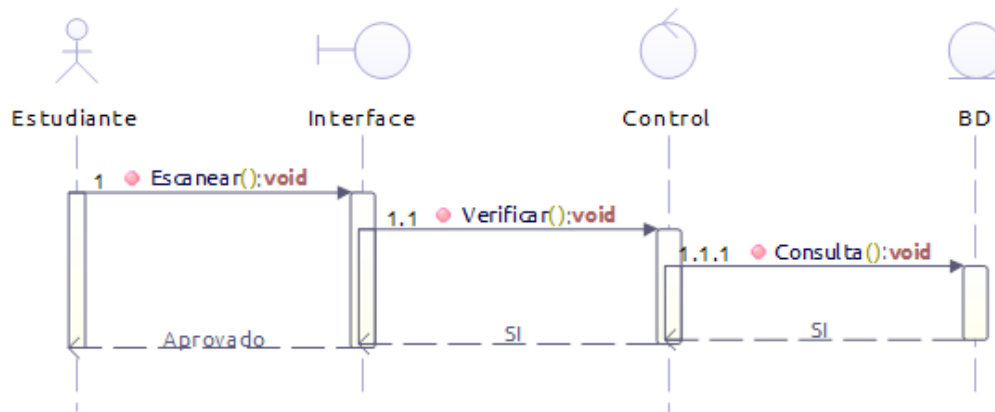 Estudiante Interface Control BD
1 Escanear():void
1.1 Verificar():void
1.1.1 Consulta():void
Aprovado SI SI